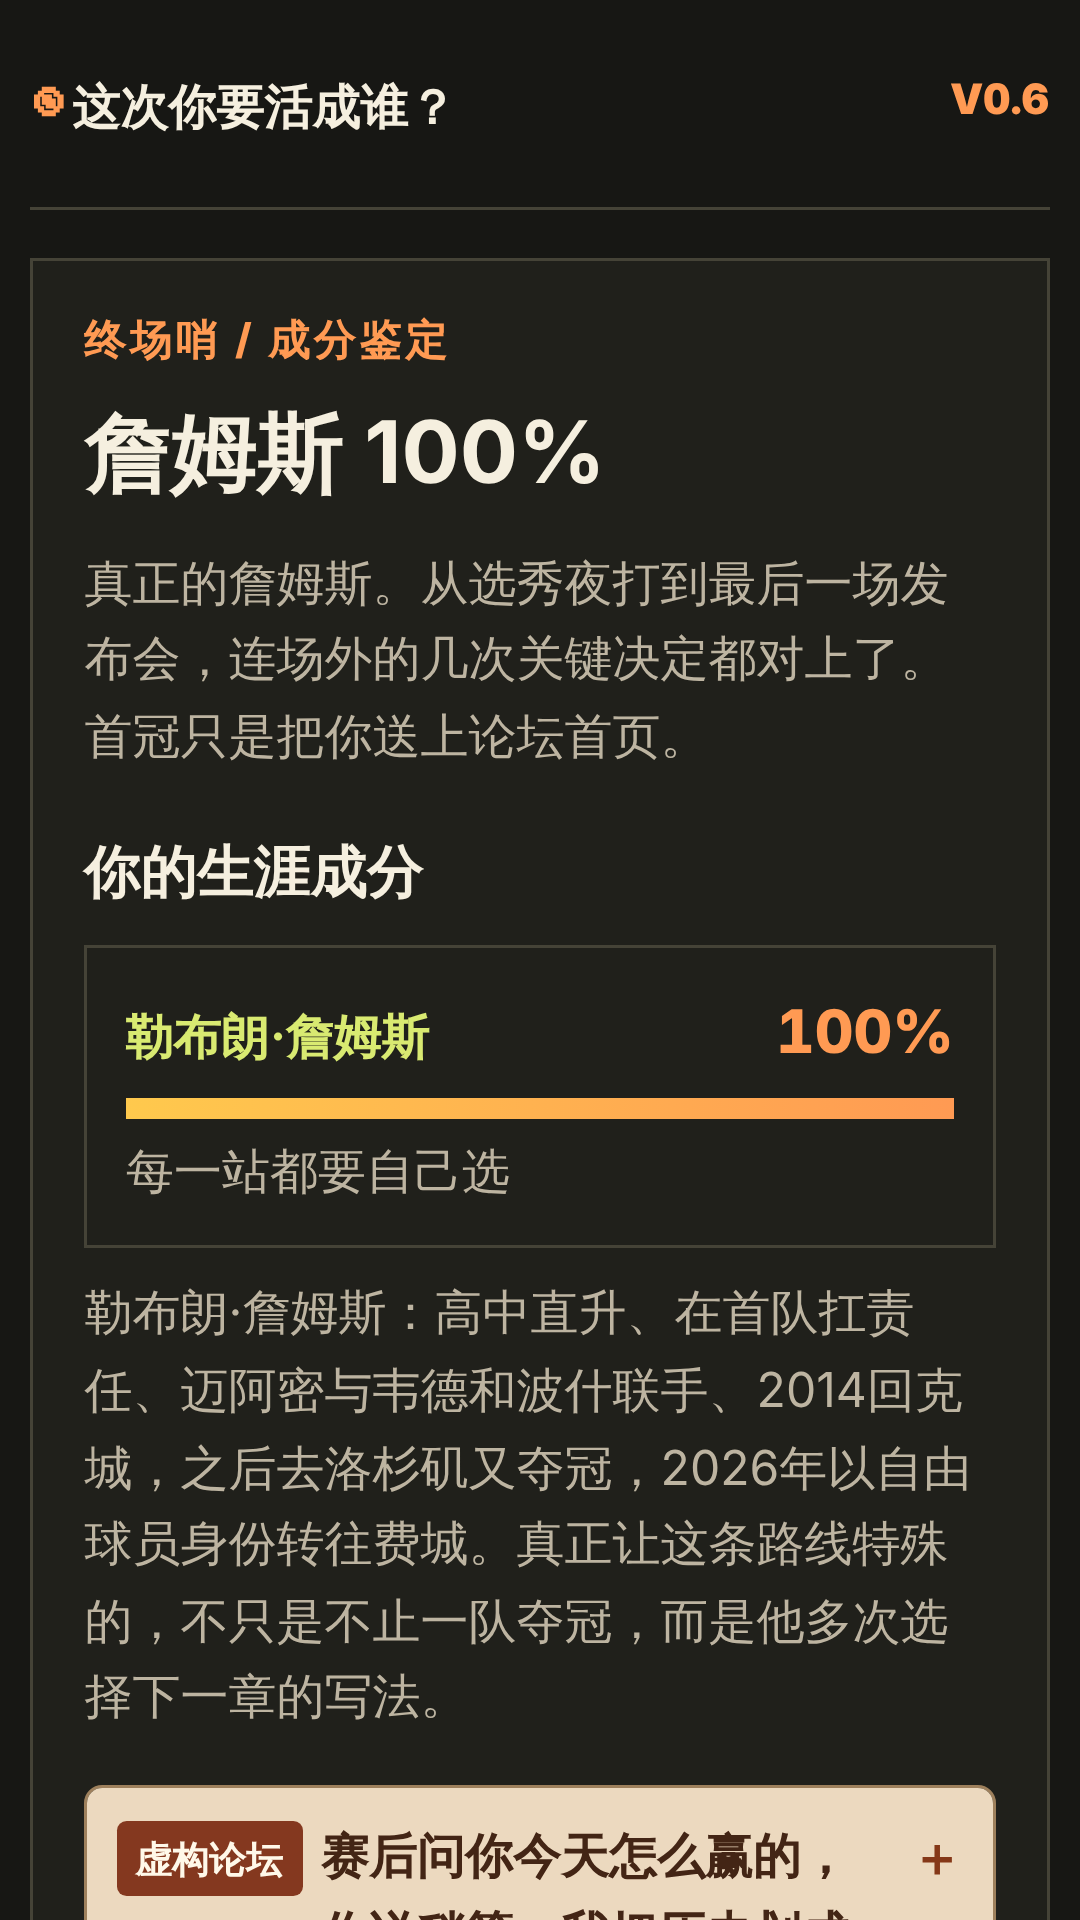 这次你要活成谁？
V0.6
终场哨 / 成分鉴定
詹姆斯 100%
真正的詹姆斯。从选秀夜打到最后一场发
布会，连场外的几次关键决定都对上了。
首冠只是把你送上论坛首页。
你的生涯成分
勒布朗·詹姆斯
100%
每一站都要自己选
勒布朗·詹姆斯：高中直升、在首队扛责
任、迈阿密与韦德和波什联手、2014回克
城，之后去洛杉矶又夺冠，2026年以自由
球员身份转往费城。真正让这条路线特殊
的，不只是不止一队夺冠，而是他多次选
择下一章的写法。
虚构论坛
赛后问你今天怎么赢的，
+